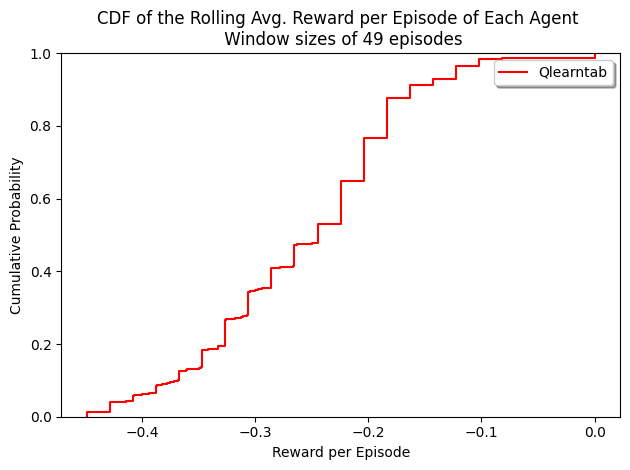 CDF of the Rolling Avg. Reward per Episode of Each Agent
Window sizes of 49 episodes
Qlearntab
1.0
0.8
0.6
0.4
0.2
0.0
Cumulative Probability
−0.4
−0.3
−0.2
−0.1
0.0
Reward per Episode